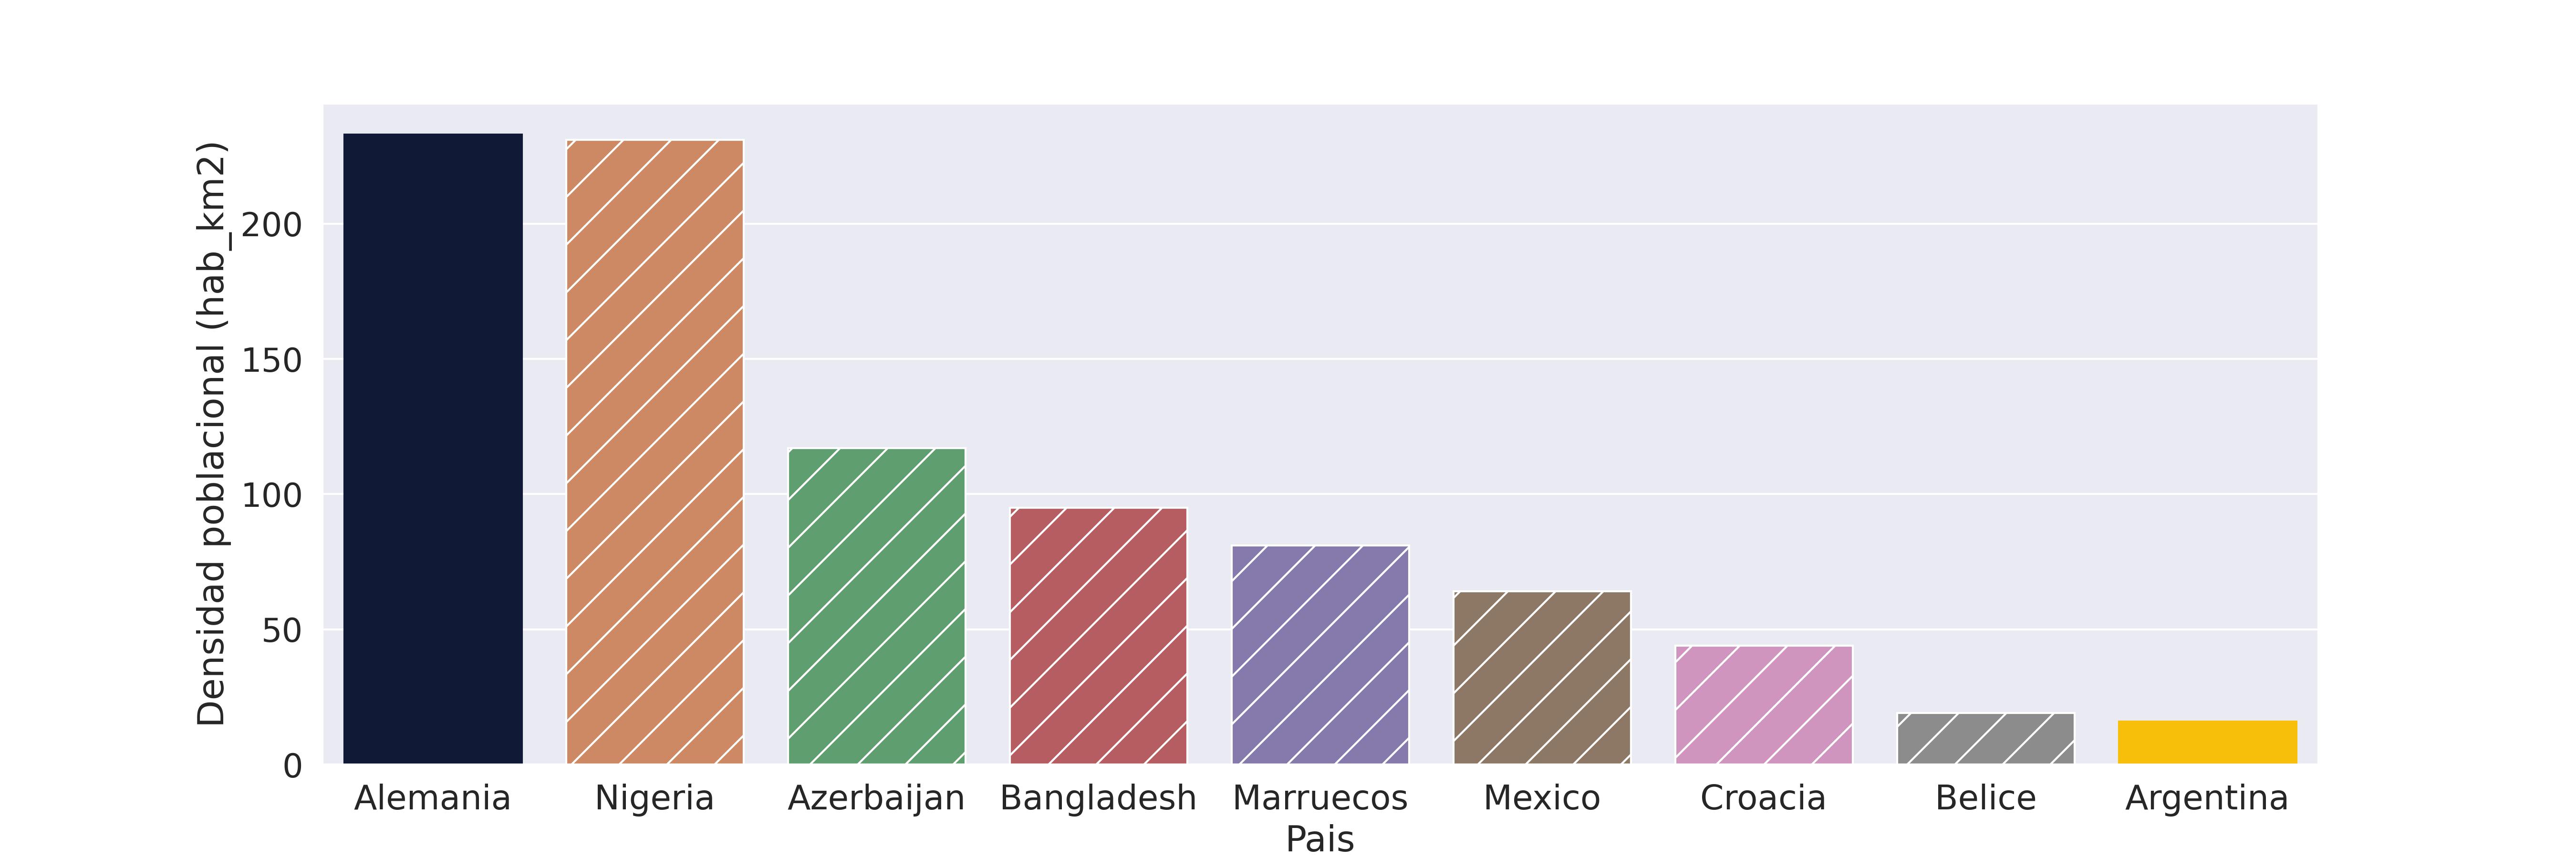 Densidad poblacional (hab_km2)
200
150
100
50
0
Alemania Nigeria Azerbaijan Bangladesh Marruecos Mexico Croacia Belice Argentina
Pais